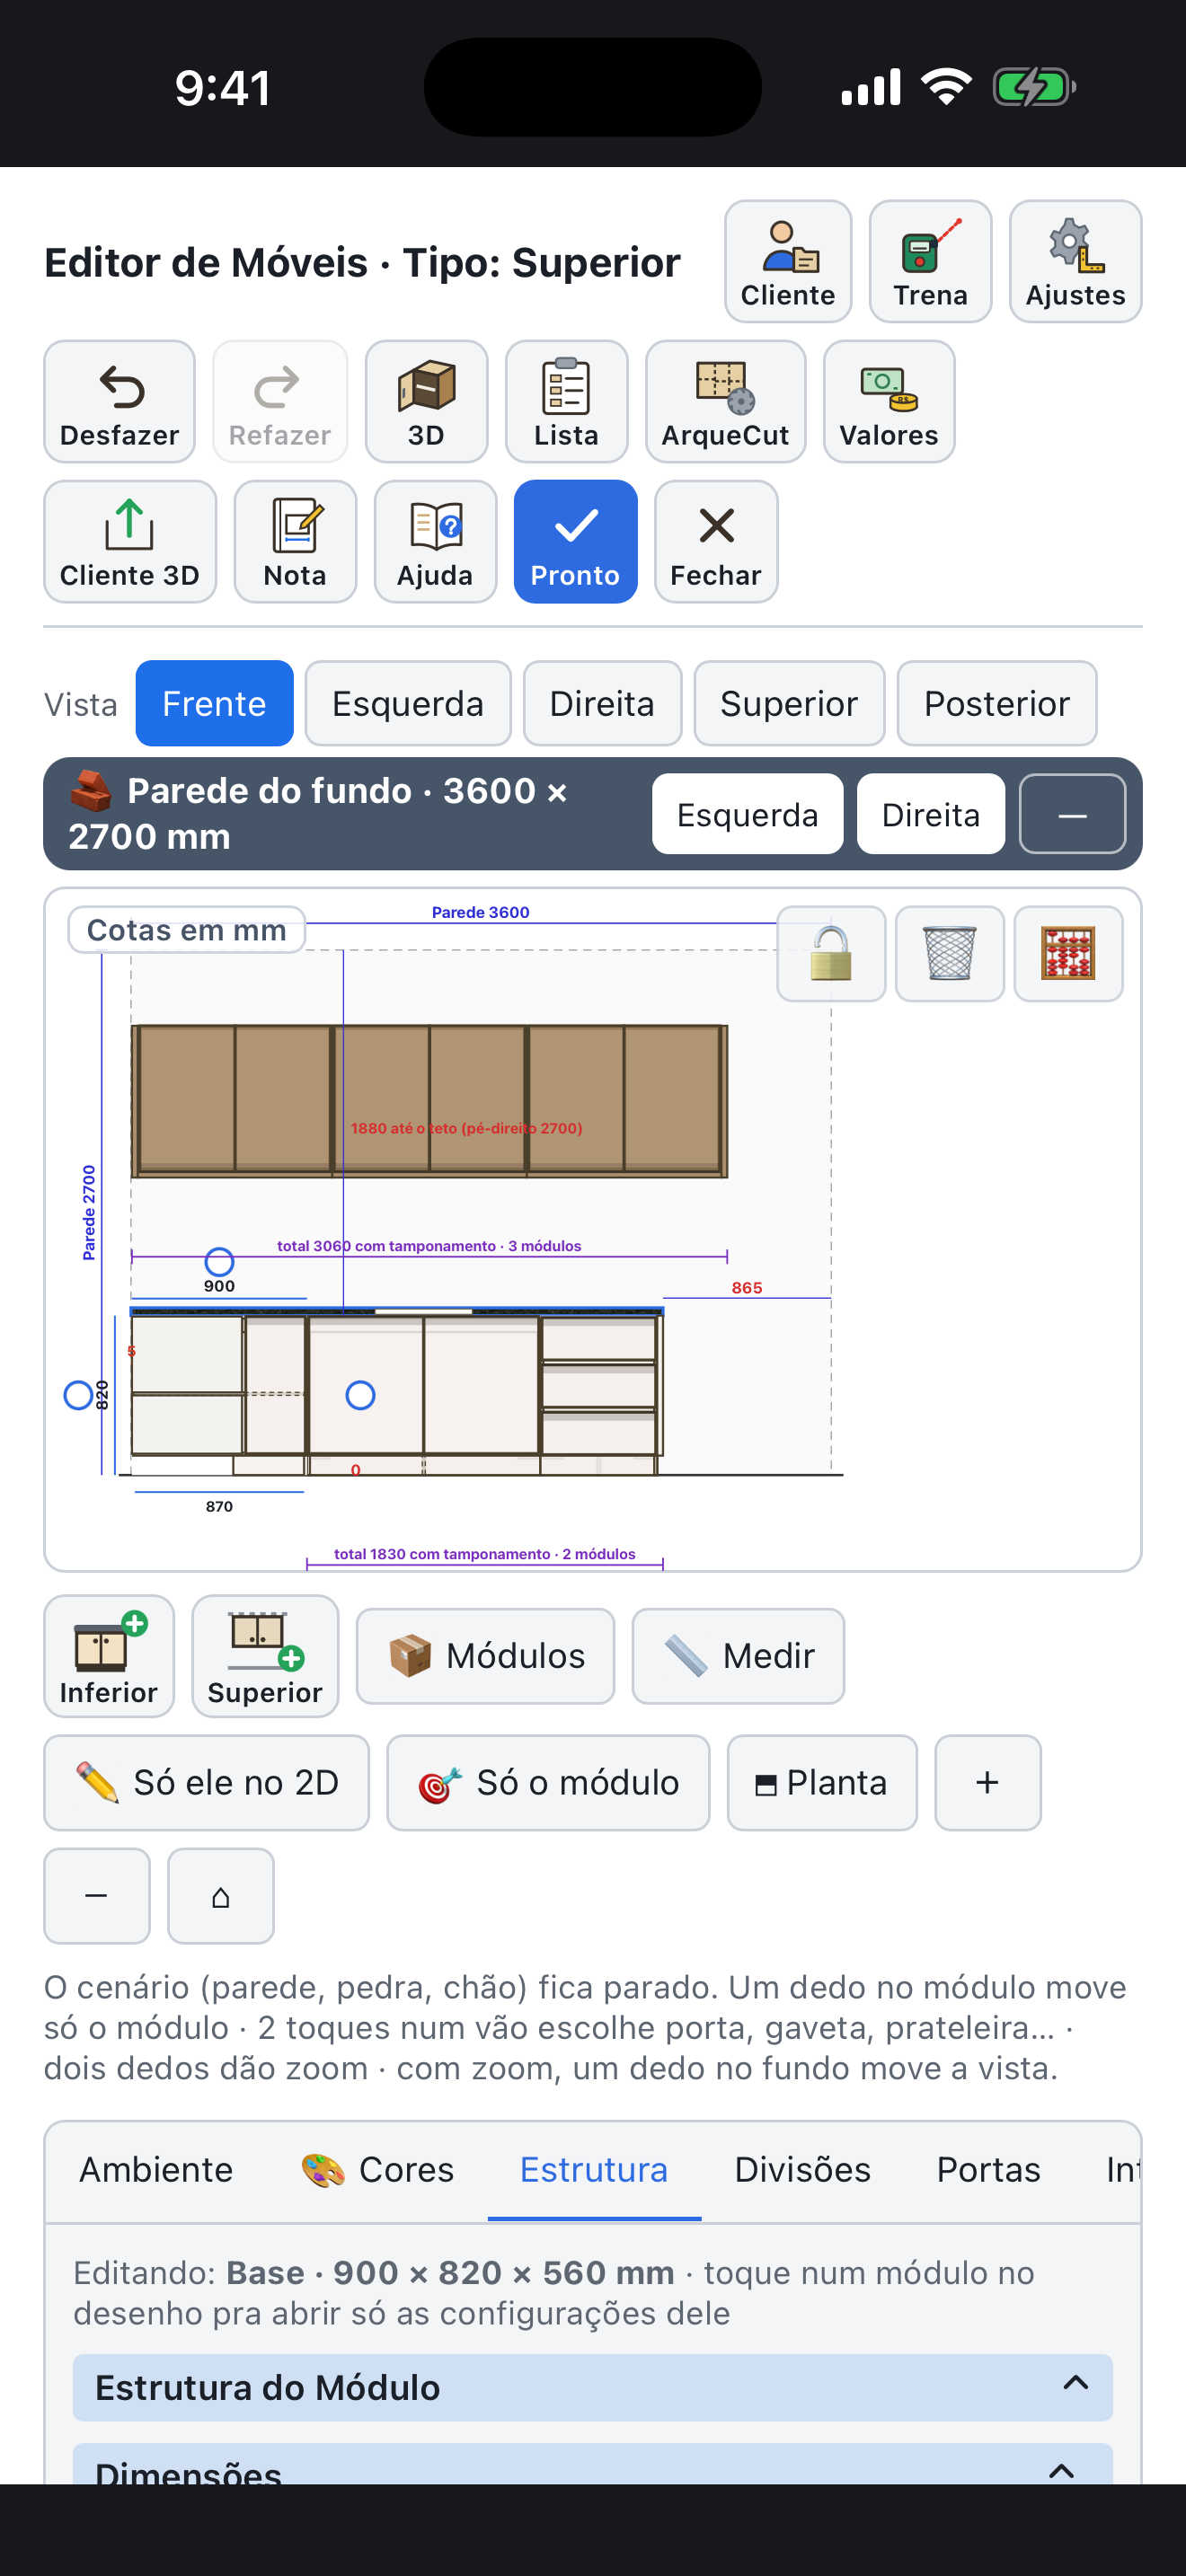 9:41
Editor de Móveis · Tipo: Superior
Cliente
Trena
Ajustes
Desfazer
Refazer
3D
Lista
ArqueCut
R$
Valores
Cliente 3D
Nota
?
Ajuda
Pronto
Fechar
Vista
Frente
Esquerda
Direita
Superior
Posterior
Parede do fundo · 3600 ×
2700 mm
Esquerda
Direita
—
Cotas em mm
Parede 3600
1880 até o teto (pé-direito 2700)
Parede 2700
total 3060 com tamponamento · 3 módulos
900
865
5
820
0
870
total 1830 com tamponamento · 2 módulos
Inferior
Superior
Módulos
Medir
Só ele no 2D
Só o módulo
Planta
+
—
O cenário (parede, pedra, chão) fica parado. Um dedo no módulo move
só o módulo · 2 toques num vão escolhe porta, gaveta, prateleira... ·
dois dedos dão zoom · com zoom, um dedo no fundo move a vista.
Ambiente
Cores
Estrutura
Divisões
Portas
Int
Editando: Base · 900 × 820 × 560 mm · toque num módulo no
desenho pra abrir só as configurações dele
Estrutura do Módulo
Dimensões